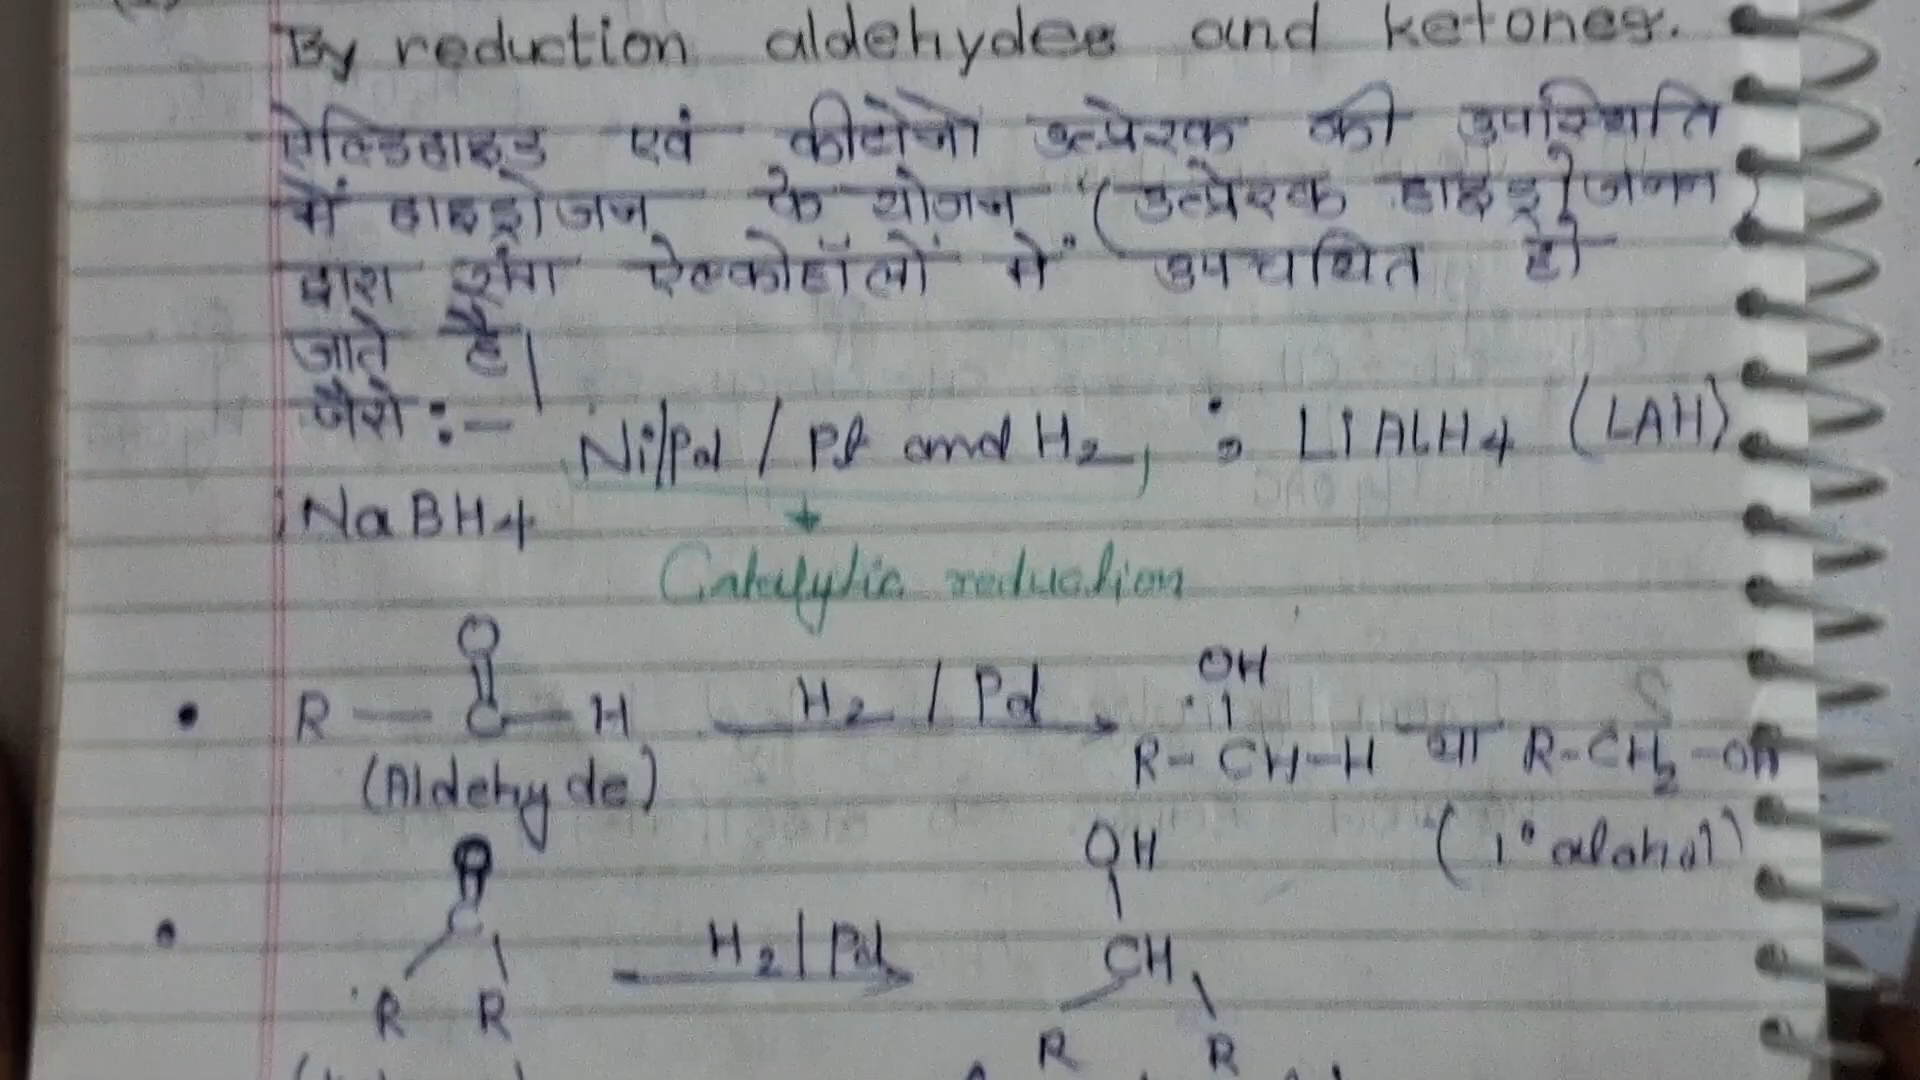 By reduction aldehydes and ketones.
ऐल्डिहाइड एवं कीटोनो उत्प्रेरक की उपस्थिति
में हाइड्रोजन के योजन "(उत्प्रेरक हाइड्रोजनन
द्वारा संगत ऐल्कोहॉलों में" उपचयित हो
जाते है|
जैसे :- Ni/Pd / Pt and H2, ; LiAlH4 (LAH)
NaBH4
Catalytic reduction
O
R — C — H H2 / Pd OH
R - CH - H या R-CH2-OH
(Aldehyde)
(1° alcohol)
O OH
C H2 | Pd CH
R R R R